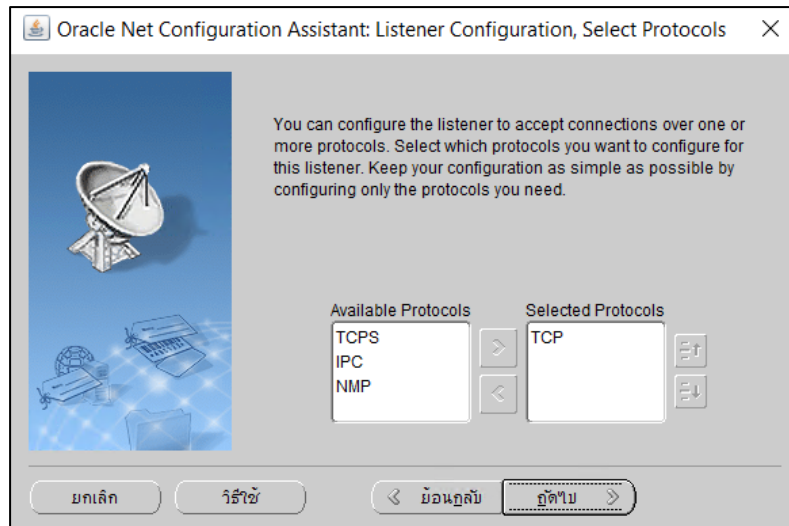 Oracle Net Configuration Assistant: Listener Configuration, Select Protocols
You can configure the listener to accept connections over one or
more protocols. Select which protocols you want to configure for
this listener. Keep your configuration as simple as possible by
configuring only the protocols you need.
Available Protocols
Selected Protocols
TCPS
TCP
IPC
NMP
ยกเลิก
วิธีใช้
ย้อนกลับ
ถัดไป